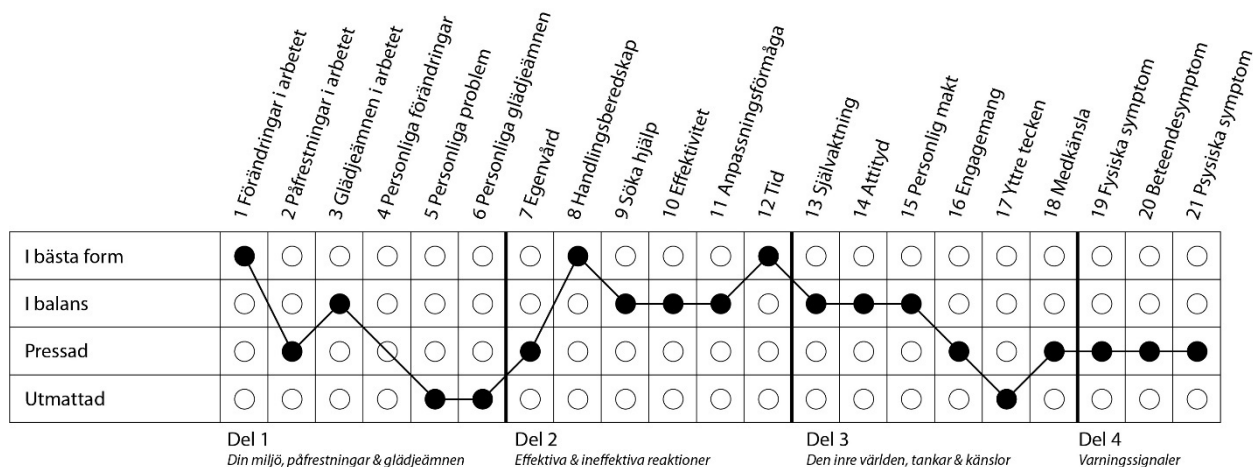 1 Förändringar i arbetet
2 Påfrestningar i arbetet
3 Glädjeämnen i arbetet
4 Personliga förändringar
5 Personliga problem
6 Personliga glädjeämnen
7 Egenvård
8 Handlingsberedskap
9 Söka hjälp
10 Effektivitet
11 Anpassningsförmåga
12 Tid
13 Självaktning
14 Attityd
15 Personlig makt
16 Engagemang
17 Yttre tecken
18 Medkänsla
19 Fysiska symptom
20 Beteendesymptom
21 Psysiska symptom
I bästa form
I balans
Pressad
Utmattad
Del 1
Din miljö, påfrestningar & glädjeämnen
Del 2
Effektiva & ineffektiva reaktioner
Del 3
Den inre världen, tankar & känslor
Del 4
Varningssignaler